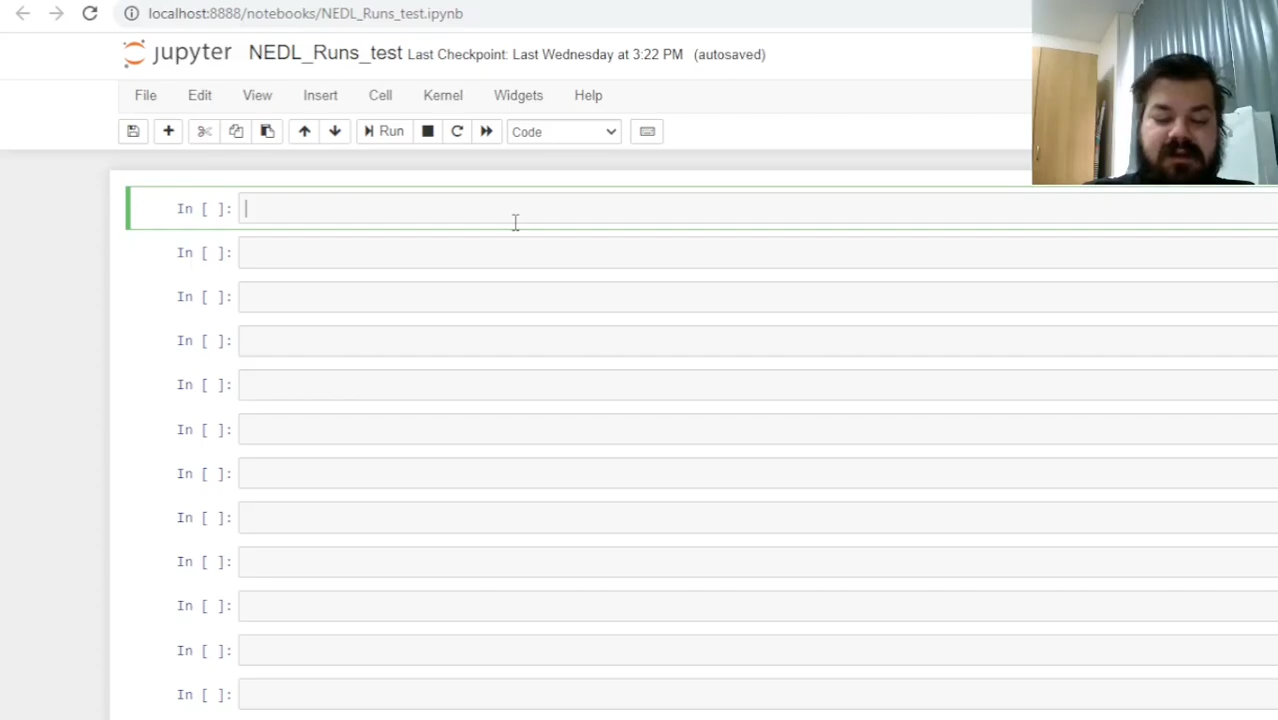 localhost:8888/notebooks/NEDL_Runs_test.ipynb
jupyter NEDL_Runs_test Last Checkpoint: Last Wednesday at 3:22 PM (autosaved)
File Edit View Insert Cell Kernel Widgets Help
Run Code
In [ ]:
In [ ]:
In [ ]:
In [ ]:
In [ ]:
In [ ]:
In [ ]:
In [ ]:
In [ ]:
In [ ]:
In [ ]:
In [ ]: